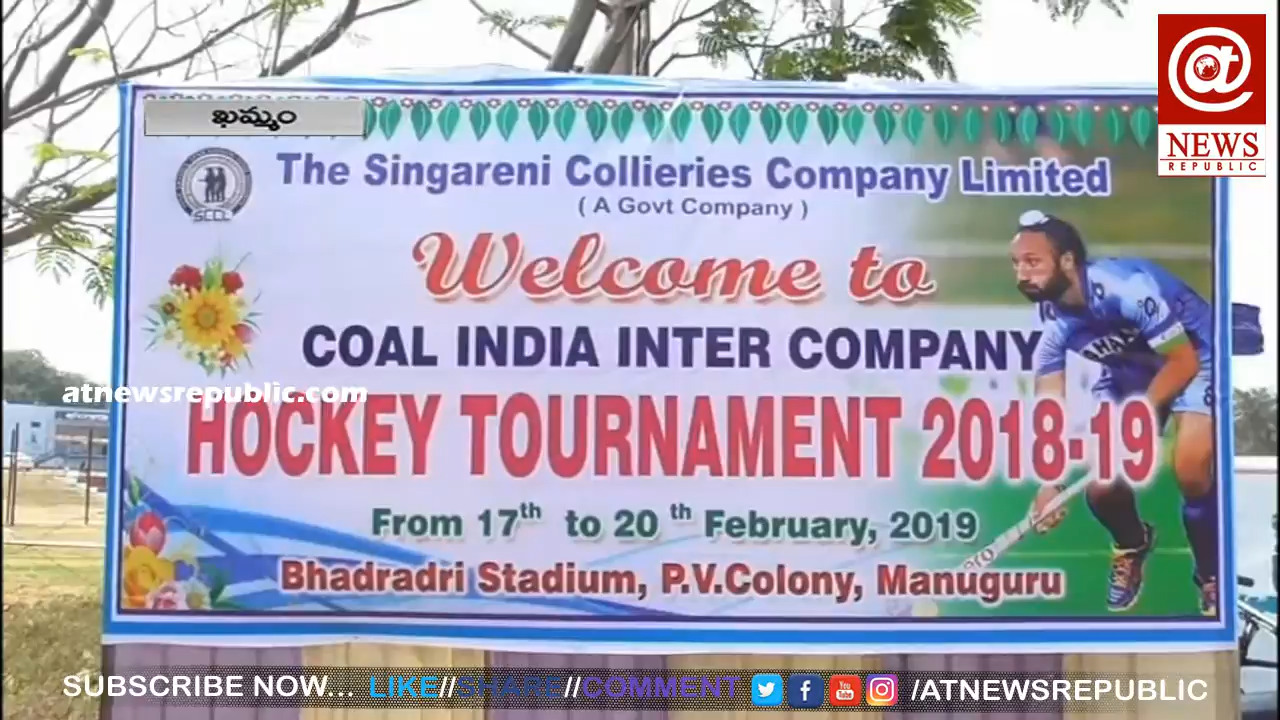 ఖమ్మం
@
NEWS
REPUBLIC
SCCL
The Singareni Collieries Company Limited
( A Govt Company )
Welcome to
COAL INDIA INTER COMPANY
atnewsrepublic.com
HOCKEY TOURNAMENT 2018-19
From 17th to 20 th February, 2019
Bhadradri Stadium, P.V.Colony, Manuguru
SUBSCRIBE NOW... LIKE//SHARE//COMMENT /ATNEWSREPUBLIC